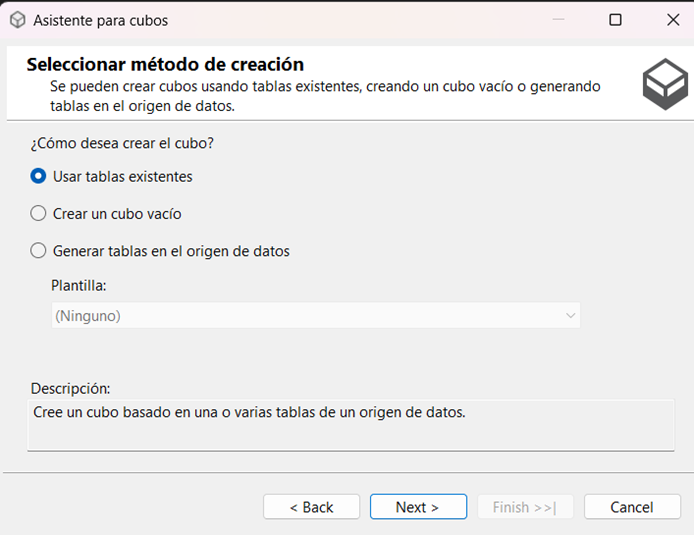 Asistente para cubos
Seleccionar método de creación
Se pueden crear cubos usando tablas existentes, creando un cubo vacío o generando
tablas en el origen de datos.
¿Cómo desea crear el cubo?
Usar tablas existentes
Crear un cubo vacío
Generar tablas en el origen de datos
Plantilla:
(Ninguno)
Descripción:
Cree un cubo basado en una o varias tablas de un origen de datos.
< Back Next > Finish >>| Cancel